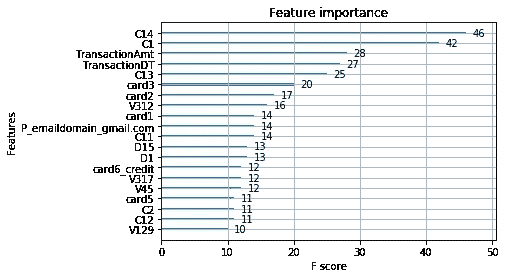 Feature importance
Features
C14 46
C1 42
TransactionAmt 28
TransactionDT 27
C13 25
card3 20
card2 17
V312 16
card1 14
P_emaildomain_gmail.com 14
C11 14
D15 13
D1 13
card6_credit 12
V317 12
V45 12
card5 11
C2 11
C12 11
V129 10
0 10 20 30 40 50
F score